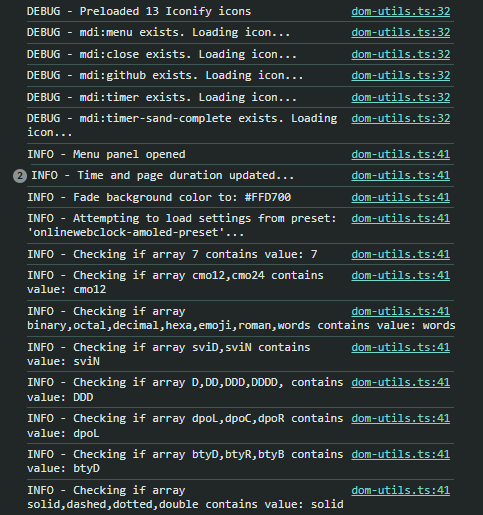 DEBUG - Preloaded 13 Iconify icons dom-utils.ts:32
DEBUG - mdi:menu exists. Loading icon... dom-utils.ts:32
DEBUG - mdi:close exists. Loading icon... dom-utils.ts:32
DEBUG - mdi:github exists. Loading icon... dom-utils.ts:32
DEBUG - mdi:timer exists. Loading icon... dom-utils.ts:32
DEBUG - mdi:timer-sand-complete exists. Loading dom-utils.ts:32
icon...
INFO - Menu panel opened dom-utils.ts:41
2 INFO - Time and page duration updated... dom-utils.ts:41
INFO - Fade background color to: #FFD700 dom-utils.ts:41
INFO - Attempting to load settings from preset: dom-utils.ts:41
'onlinewebclock-amoled-preset'...
INFO - Checking if array 7 contains value: 7 dom-utils.ts:41
INFO - Checking if array cmo12,cmo24 contains dom-utils.ts:41
value: cmo12
INFO - Checking if array dom-utils.ts:41
binary,octal,decimal,hexa,emoji,roman,words contains value: words
INFO - Checking if array sviD,sviN contains dom-utils.ts:41
value: sviN
INFO - Checking if array D,DD,DDD,DDDD, contains dom-utils.ts:41
value: DDD
INFO - Checking if array dpoL,dpoC,dpoR contains dom-utils.ts:41
value: dpoL
INFO - Checking if array btyD,btyR,btyB contains dom-utils.ts:41
value: btyD
INFO - Checking if array dom-utils.ts:41
solid,dashed,dotted,double contains value: solid